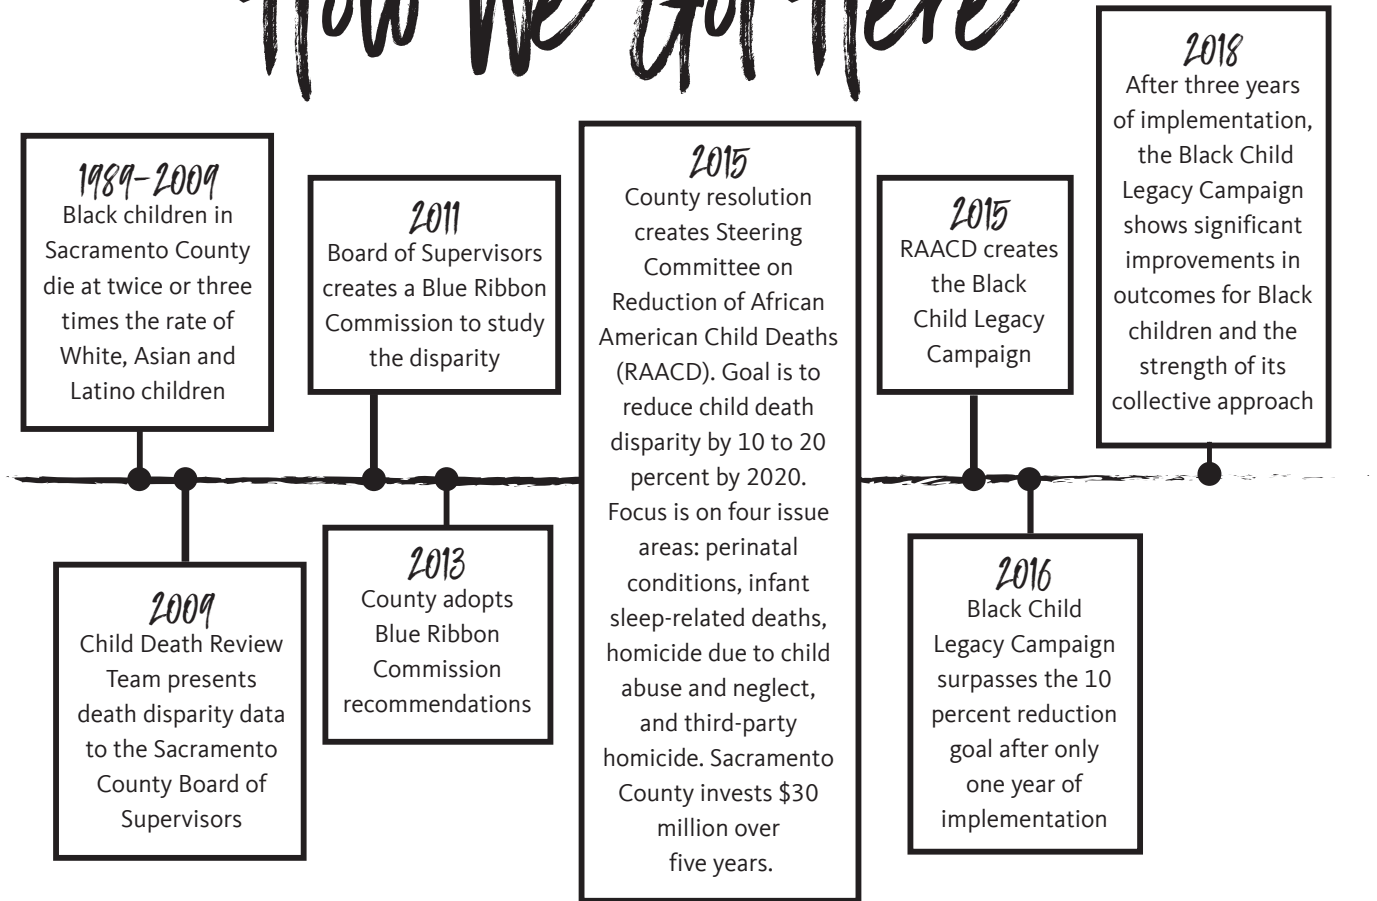 How We Got Here
1989–2009
Black children in
Sacramento County
die at twice or three
times the rate of
White, Asian and
Latino children
2009
Child Death Review
Team presents
death disparity data
to the Sacramento
County Board of
Supervisors
2011
Board of Supervisors
creates a Blue Ribbon
Commission to study
the disparity
2013
County adopts
Blue Ribbon
Commission
recommendations
2015
County resolution
creates Steering
Committee on
Reduction of African
American Child Deaths
(RAACD). Goal is to
reduce child death
disparity by 10 to 20
percent by 2020.
Focus is on four issue
areas: perinatal
conditions, infant
sleep-related deaths,
homicide due to child
abuse and neglect,
and third-party
homicide. Sacramento
County invests $30
million over
five years.
2015
RAACD creates
the Black
Child Legacy
Campaign
2016
Black Child
Legacy Campaign
surpasses the 10
percent reduction
goal after only
one year of
implementation
2018
After three years
of implementation,
the Black Child
Legacy Campaign
shows significant
improvements in
outcomes for Black
children and the
strength of its
collective approach